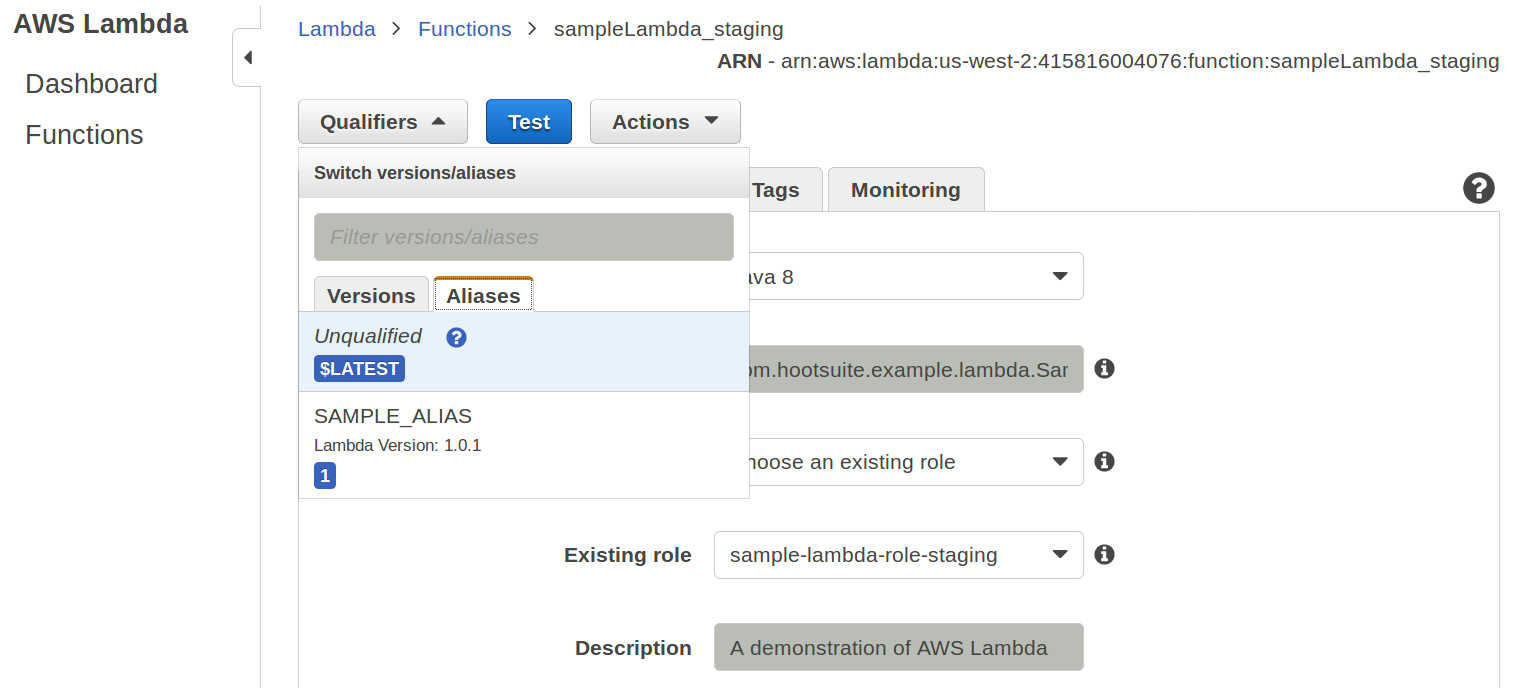 AWS Lambda
Dashboard
Functions
Lambda > Functions > sampleLambda_staging
ARN - arn:aws:lambda:us-west-2:415816004076:function:sampleLambda_staging
Qualifiers Test Actions
Switch versions/aliases
Tags Monitoring
Filter versions/aliases
ava 8
Versions Aliases
Unqualified
$LATEST
om.hootsuite.example.lambda.Sar
SAMPLE_ALIAS
Lambda Version: 1.0.1
1
hoose an existing role
Existing role sample-lambda-role-staging
Description A demonstration of AWS Lambda